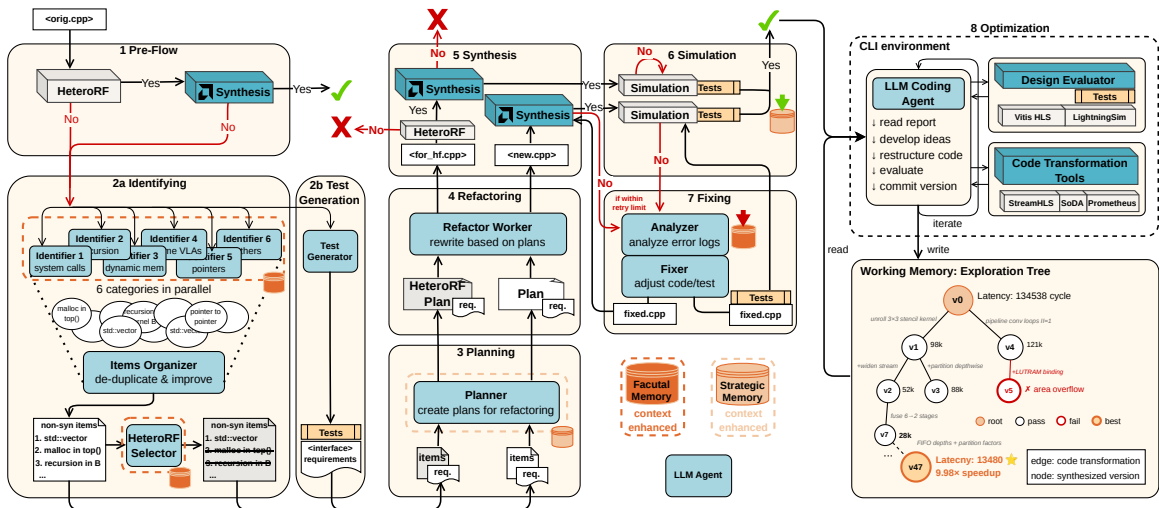 <orig.cpp>
1 Pre-Flow
HeteroRF
Yes
Synthesis
Yes
No
No
2a Identifying
Identifier 2
Identifier 4
Identifier 6
Identifier 1
system calls
dynamic mem
pointers
6 categories in parallel
malloc in
top()
std::vector
pointer to
pointer
Items Organizer
de-duplicate & improve
non-syn items
1. std::vector
2. malloc in top()
3. recursion in B
...
HeteroRF
Selector
non-syn items
1. std::vector
2. malloc in top()
3. recursion in B
...
2b Test
Generation
Test
Generator
Tests
<interface>
requirements
No
5 Synthesis
Synthesis
Yes
Synthesis
Yes
Yes
No
HeteroRF
<for_hf.cpp>
<new.cpp>
No
4 Refactoring
Refactor Worker
rewrite based on plans
HeteroRF
Plan
req.
Plan
req.
3 Planning
Planner
create plans for refactoring
items
req.
items
req.
6 Simulation
No
Simulation
Tests
Simulation
Tests
Yes
No
7 Fixing
if within
retry limit
Analyzer
analyze error logs
Fixer
adjust code/test
fixed.cpp
Tests
fixed.cpp
Facutal
Memory
context
enhanced
Strategic
Memory
context
enhanced
LLM Agent
8 Optimization
CLI environment
LLM Coding
Agent
↓ read report
↓ develop ideas
↓ restructure code
↓ evaluate
↓ commit version
Design Evaluator
Tests
Vitis HLS
LightningSim
Code Transformation
Tools
StreamHLS
SoDA
Prometheus
iterate
read
write
Working Memory: Exploration Tree
v0
Latency: 134538 cycle
unroll 3×3 stencil kernel
pipeline conv loops II=1
v1
98k
v4
121k
+widen stream
+partition depthwise
+LUTRAM binding
v2
52k
v3
88k
v5
✗ area overflow
fuse 6→2 stages
root
pass
fail
best
v7
28k
...
FIFO depths + partition factors
v47
Latecny: 13480
9.98× speedup
edge: code transformation
node: synthesized version